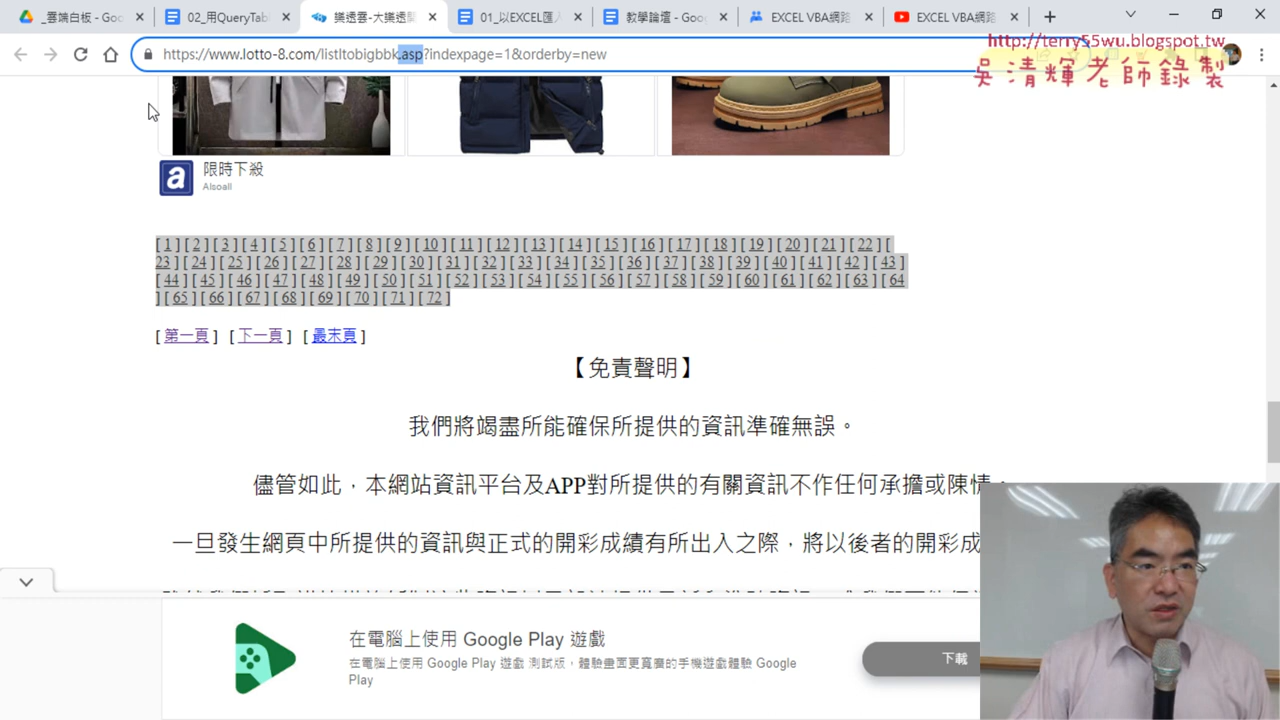 _雲端白板 - Goo
02_用QueryTab
樂透雲-大樂透開
01_以EXCEL匯入
教學論壇 - Goo
EXCEL VBA網路
EXCEL VBA網路
https://www.lotto-8.com/listltobigbbk.asp?indexpage=1&orderby=new
http://terry55wu.blogspot.tw
吳清輝老師錄製
限時下殺
Alsoall
[ 1 ] [ 2 ] [ 3 ] [ 4 ] [ 5 ] [ 6 ] [ 7 ] [ 8 ] [ 9 ] [ 10 ] [ 11 ] [ 12 ] [ 13 ] [ 14 ] [ 15 ] [ 16 ] [ 17 ] [ 18 ] [ 19 ] [ 20 ] [ 21 ] [ 22 ] [
23 ] [ 24 ] [ 25 ] [ 26 ] [ 27 ] [ 28 ] [ 29 ] [ 30 ] [ 31 ] [ 32 ] [ 33 ] [ 34 ] [ 35 ] [ 36 ] [ 37 ] [ 38 ] [ 39 ] [ 40 ] [ 41 ] [ 42 ] [ 43 ]
[ 44 ] [ 45 ] [ 46 ] [ 47 ] [ 48 ] [ 49 ] [ 50 ] [ 51 ] [ 52 ] [ 53 ] [ 54 ] [ 55 ] [ 56 ] [ 57 ] [ 58 ] [ 59 ] [ 60 ] [ 61 ] [ 62 ] [ 63 ] [ 64
] [ 65 ] [ 66 ] [ 67 ] [ 68 ] [ 69 ] [ 70 ] [ 71 ] [ 72 ]
[ 第一頁 ] [ 下一頁 ] [ 最末頁 ]
【免責聲明】
我們將竭盡所能確保所提供的資訊準確無誤。
儘管如此，本網站資訊平台及APP對所提供的有關資訊不作任何承擔或陳情。
一旦發生網頁中所提供的資訊與正式的開彩成績有所出入之際，將以後者的開彩成
在電腦上使用 Google Play 遊戲
在電腦上使用 Google Play 遊戲 測試版，體驗畫面更寬廣的手機遊戲體驗 Google
Play
下載